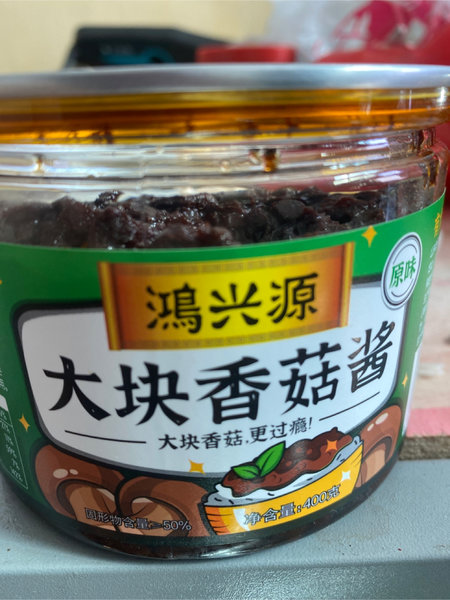 鴻兴源
原味
大块香菇酱
大块香菇,更过瘾!
固形物含量:≥50%
净含量:400克